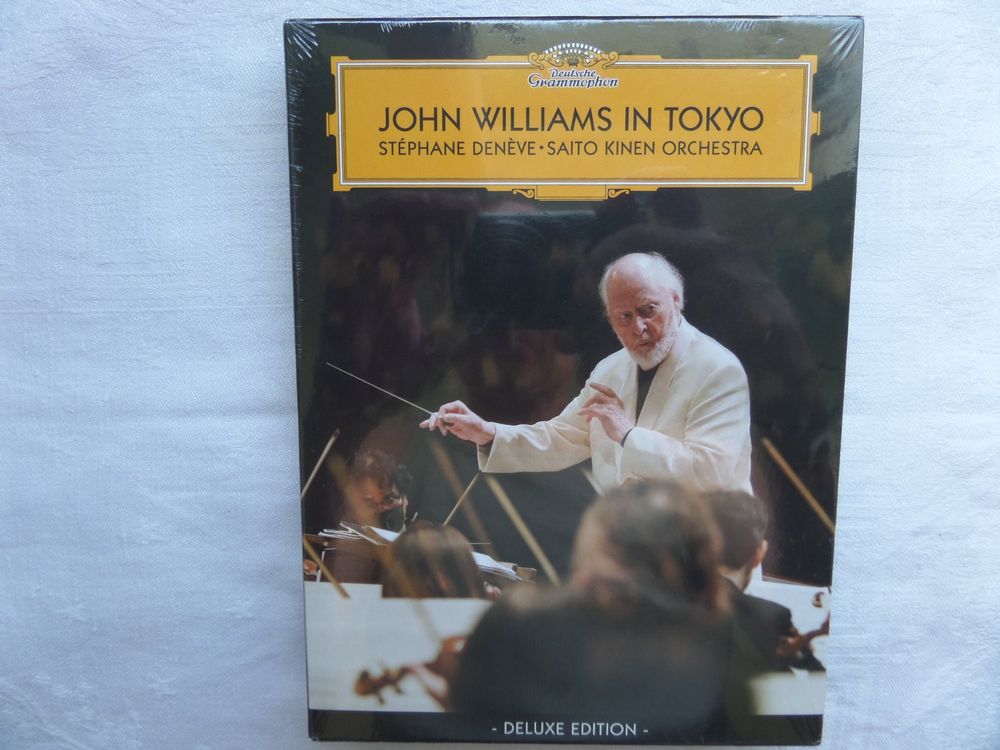 Deutsche
Grammophon
JOHN WILLIAMS IN TOKYO
STÉPHANE DENÈVE • SAITO KINEN ORCHESTRA
- DELUXE EDITION -